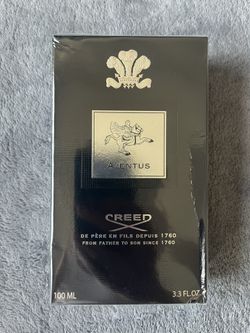 AVENTUS
CREED
DE PÈRE EN FILS DEPUIS 1760
FROM FATHER TO SON SINCE 1760
100 ML
3.3 FL.OZ